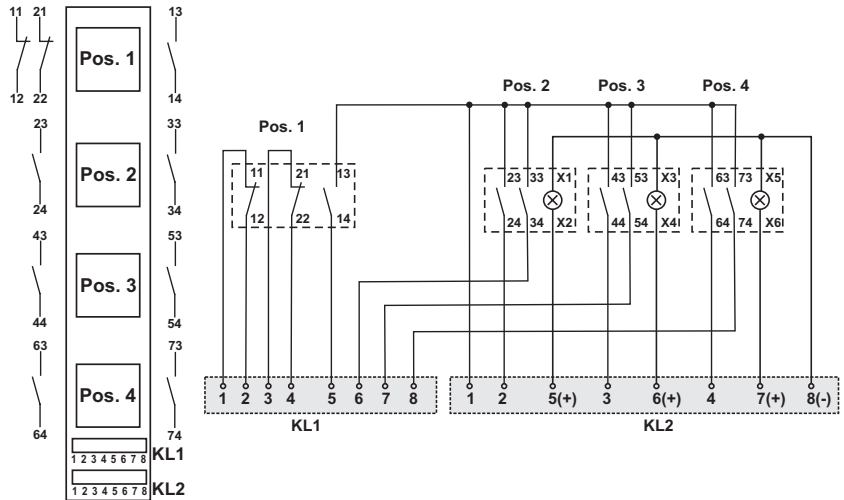 11 21 13
Pos. 1
12 22 14
23 33
Pos. 2
24 34
43 53
Pos. 3
44 54
63 73
Pos. 4
64 74
1 2 3 4 5 6 7 8 KL1
1 2 3 4 5 6 7 8 KL2
Pos. 2 Pos. 3 Pos. 4
Pos. 1
11 21 13
12 22 14
23 33 X1 43 53 X3 63 73 X5
24 34 X2 44 54 X4 64 74 X6
1 2 3 4 5 6 7 8
KL1
1 2 5(+) 3 6(+) 4 7(+) 8(-)
KL2